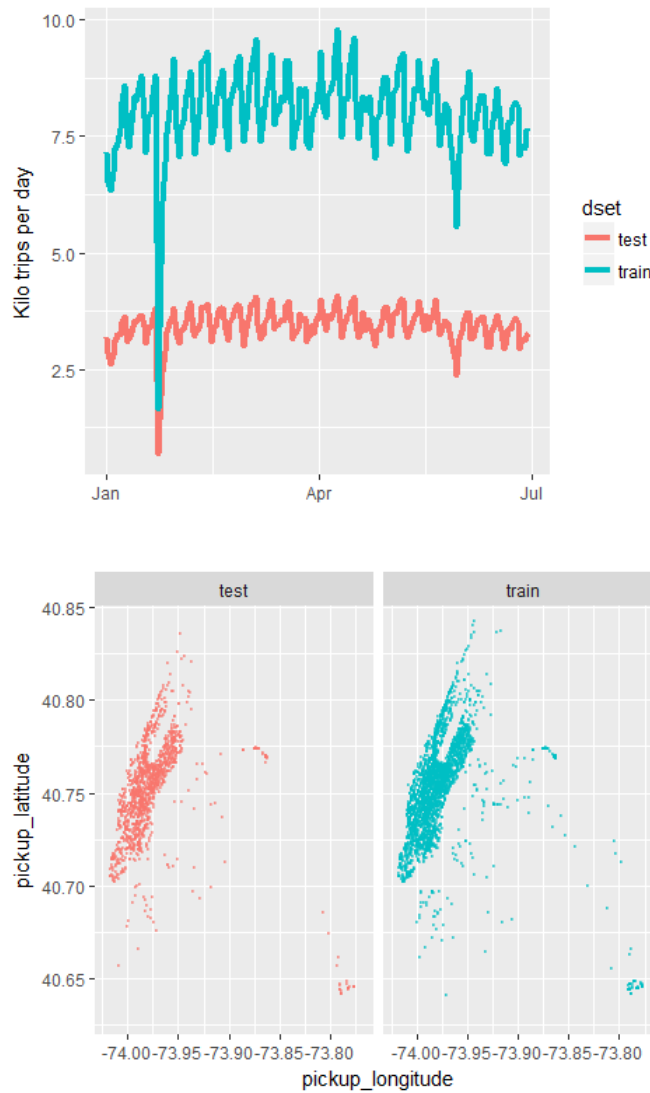 10.0
7.5
5.0
2.5
Kilo trips per day
Jan Apr Jul
dset
test
train
test train
40.85
40.80
40.75
40.70
40.65
pickup_latitude
-74.00 -73.95 -73.90 -73.85 -73.80 -74.00 -73.95 -73.90 -73.85 -73.80
pickup_longitude